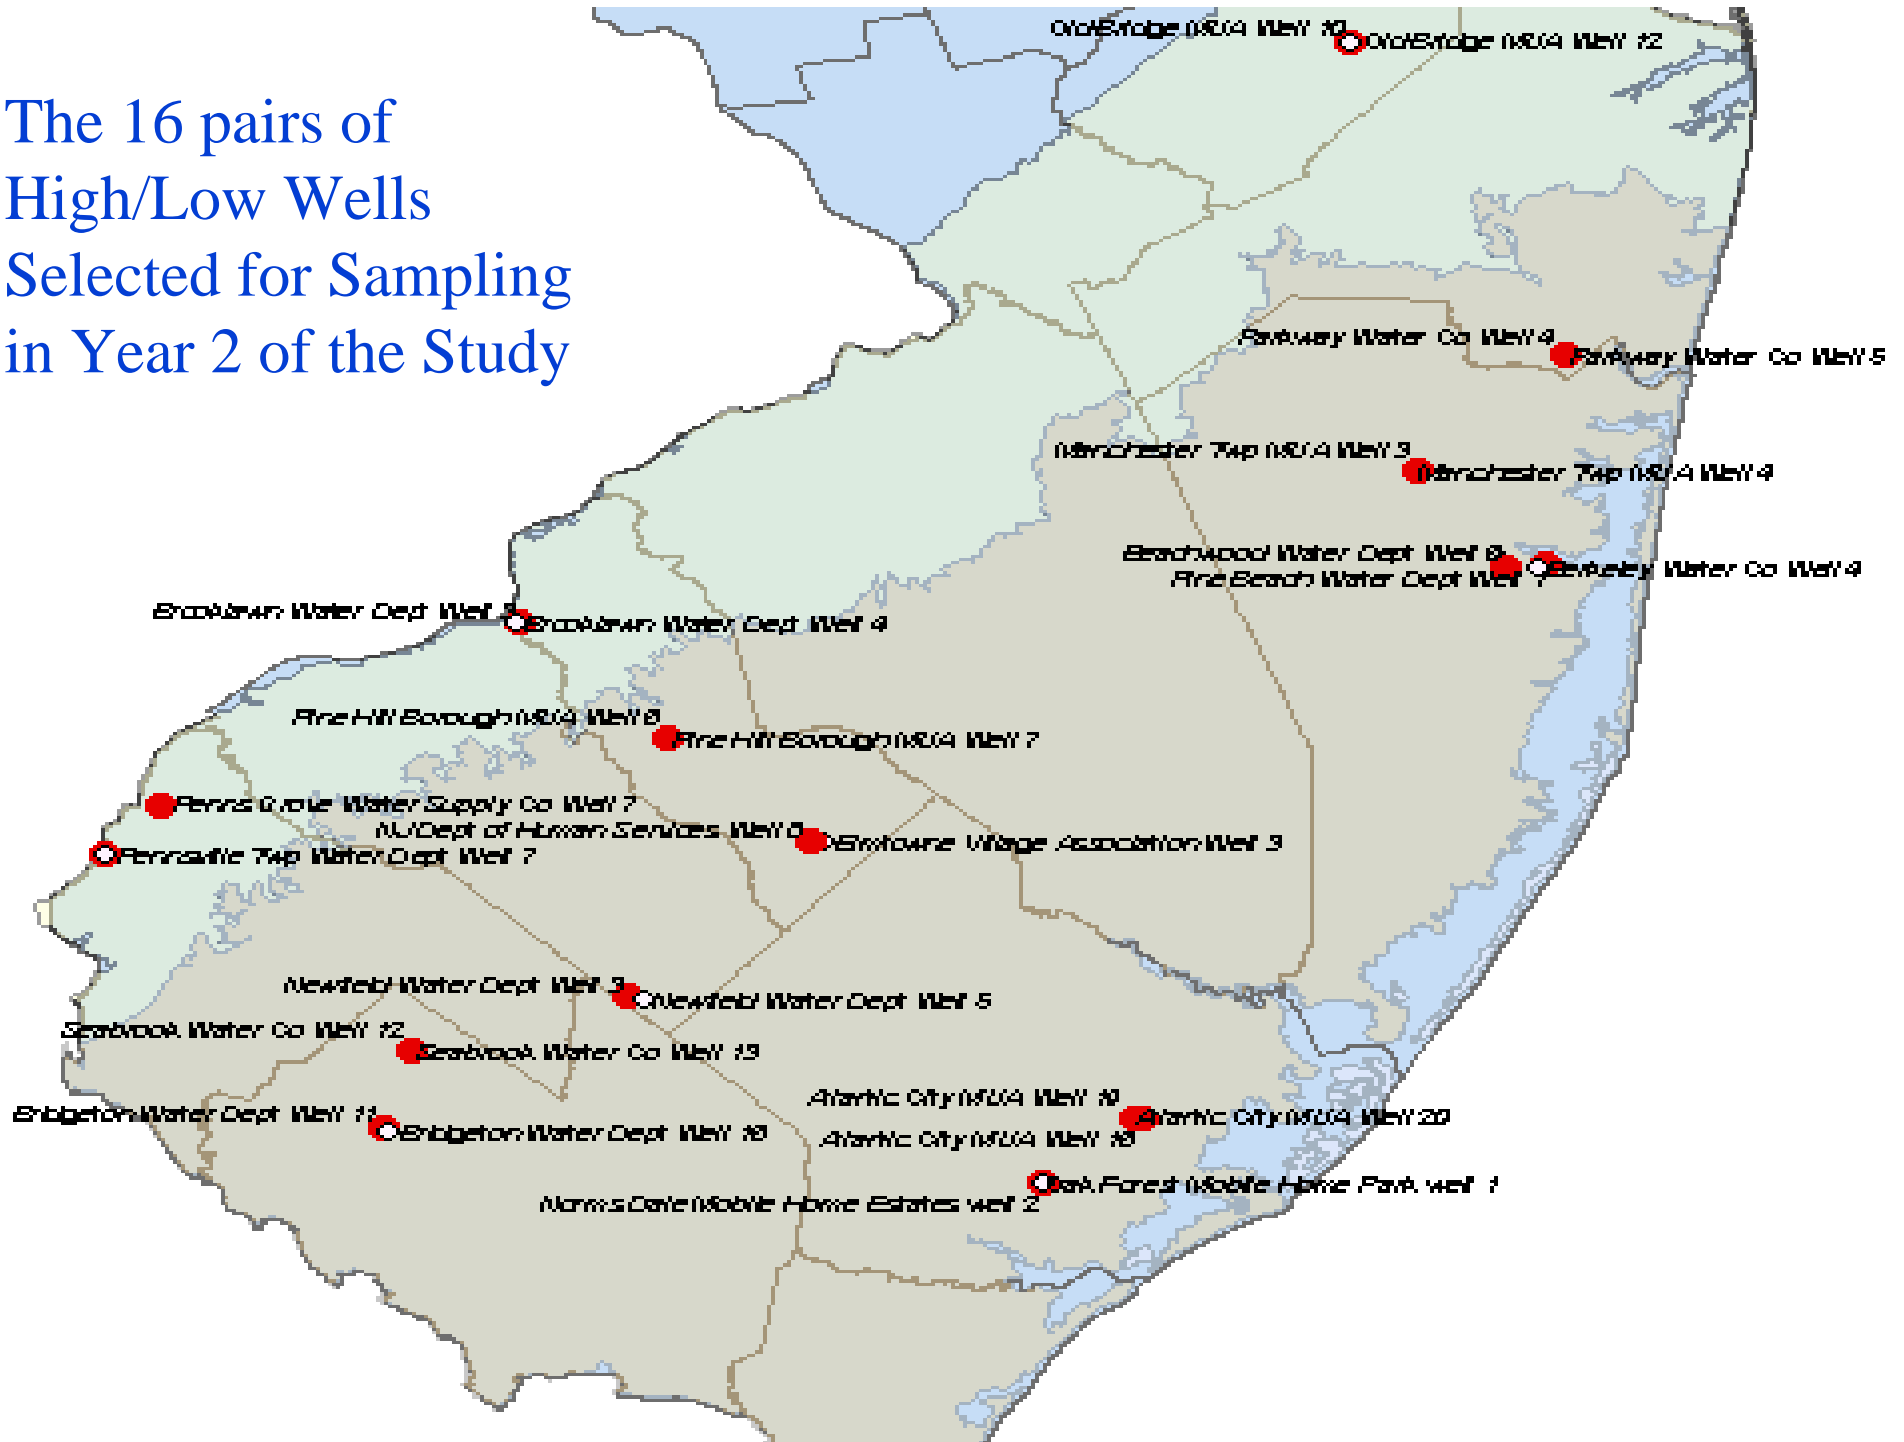 The 16 pairs of
High/Low Wells
Selected for Sampling
in Year 2 of the Study
Old Bridge MUA Well 10
Old Bridge MUA Well 12
Parkway Water Co Well 4
Parkway Water Co Well 5
Manchester Twp MUA Well 3
Manchester Twp MUA Well 4
Beachwood Water Dept Well
Pine Beach Water Dept Well
Berkeley Water Co Well 4
Brooklawn Water Dept Well
Brooklawn Water Dept Well 4
Pine Hill Borough MUA Well
Pine Hill Borough MUA Well 7
Penns Grove Water Supply Co Well 7
NJ Dept of Human Services Well
Village Association Well 3
Pennsville Twp Water Dept Well 7
Newfield Water Dept Well 3
Newfield Water Dept Well 5
Seabrook Water Co Well 12
Seabrook Water Co Well 13
Bridgeton Water Dept Well 11
Bridgeton Water Dept Well
Atlantic City MUA Well
Atlantic City MUA Well 20
Atlantic City MUA Well
Oak Forest Mobile Home Park well 1
Norms Dale Mobile Home Estates well 2